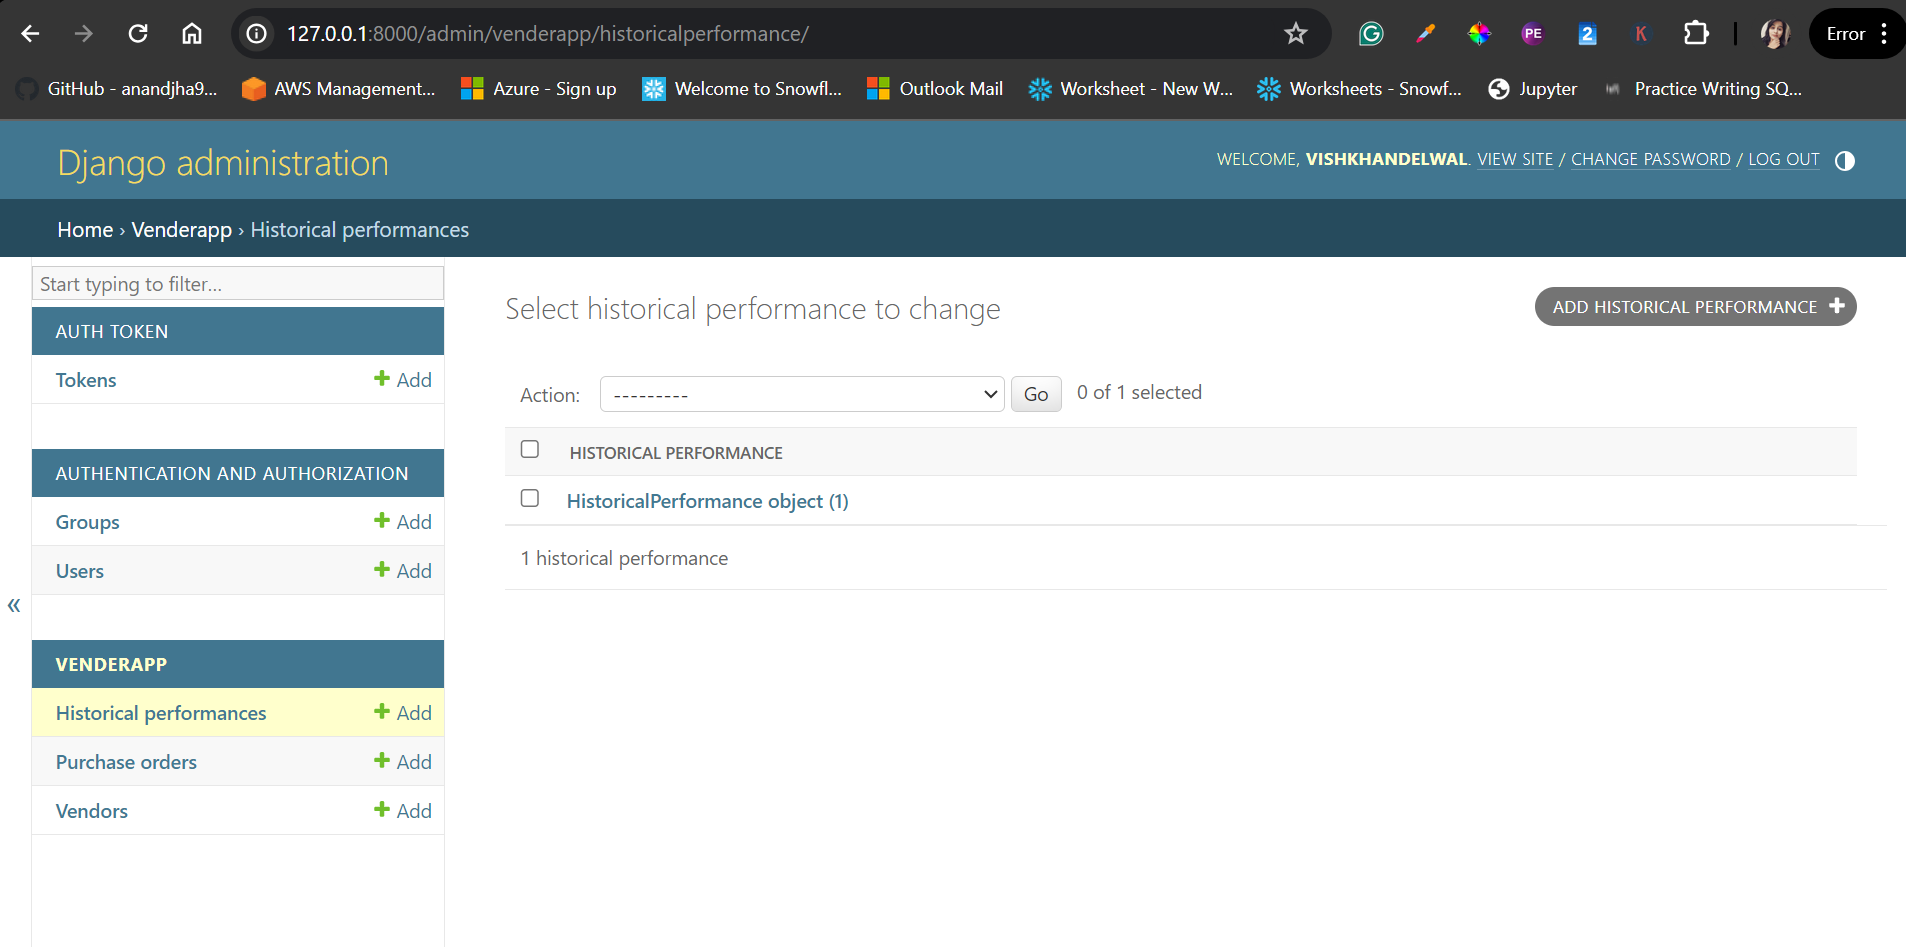 127.0.0.1:8000/admin/venderapp/historicalperformance/
PE
2
K
Error
GitHub - anandjha9...
AWS Management...
Azure - Sign up
Welcome to Snowfl...
Outlook Mail
Worksheet - New W...
Worksheets - Snowf...
Jupyter
Practice Writing SQ...
Django administration
WELCOME, VISHKHANDELWAL. VIEW SITE / CHANGE PASSWORD / LOG OUT
Home › Venderapp › Historical performances
Start typing to filter...
AUTH TOKEN
Tokens
Add
AUTHENTICATION AND AUTHORIZATION
Groups
Add
Users
Add
«
VENDERAPP
Historical performances
Add
Purchase orders
Add
Vendors
Add
Select historical performance to change
ADD HISTORICAL PERFORMANCE +
Action:
---------
Go
0 of 1 selected
HISTORICAL PERFORMANCE
HistoricalPerformance object (1)
1 historical performance